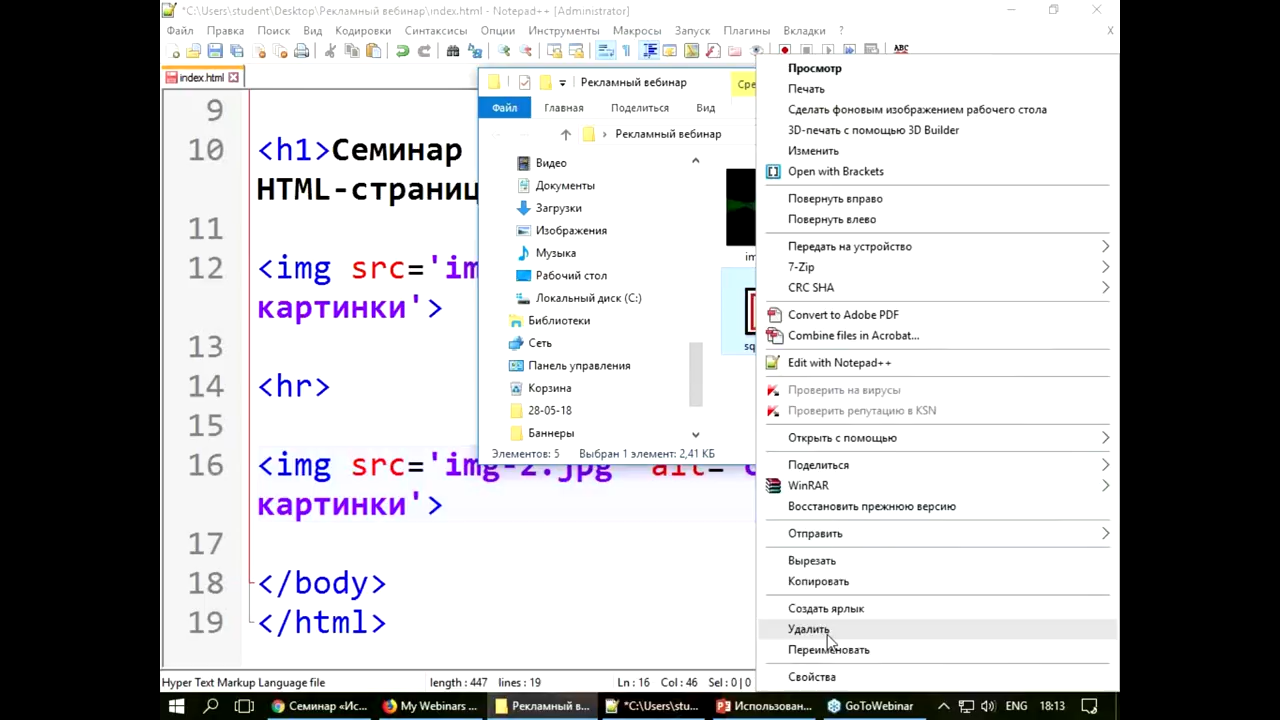 *C:\Users\student\Desktop\Рекламный вебинар\index.html - Notepad++ [Administrator]
Файл Правка Поиск Вид Кодировки Синтаксисы Опции Инструменты Макросы Запуск Плагины Вкладки ? X
ABC
index.html
9
10 <h1>Семинар
HTML-страниц
11
12 <img src='im
картинки'>
13
14 <hr>
15
16 <img src='img-2.jpg
картинки'>
17
18 </body>
19 </html>
Рекламный вебинар Сре
Файл Главная Поделиться Вид
Рекламный вебинар
Видео
Документы
Загрузки
Изображения
Музыка
Рабочий стол
Локальный диск (C:)
Библиотеки
Сеть
Панель управления
Корзина
28-05-18
Баннеры
im
sq
Элементов: 5 Выбран 1 элемент: 2,41 КБ
Просмотр
Печать
Сделать фоновым изображением рабочего стола
3D-печать с помощью 3D Builder
Изменить
Open with Brackets
Повернуть вправо
Повернуть влево
Передать на устройство
7-Zip
CRC SHA
Convert to Adobe PDF
Combine files in Acrobat...
Edit with Notepad++
Проверить на вирусы
Проверить репутацию в KSN
Открыть с помощью
Поделиться
WinRAR
Восстановить прежнюю версию
Отправить
Вырезать
Копировать
Создать ярлык
Удалить
Переименовать
Свойства
Hyper Text Markup Language file length : 447 lines : 19 Ln : 16 Col : 46 Sel : 0 | 0
Семинар «Ис... My Webinars ... Рекламный в... *C:\Users\stu... Использован... GoToWebinar ENG 18:13